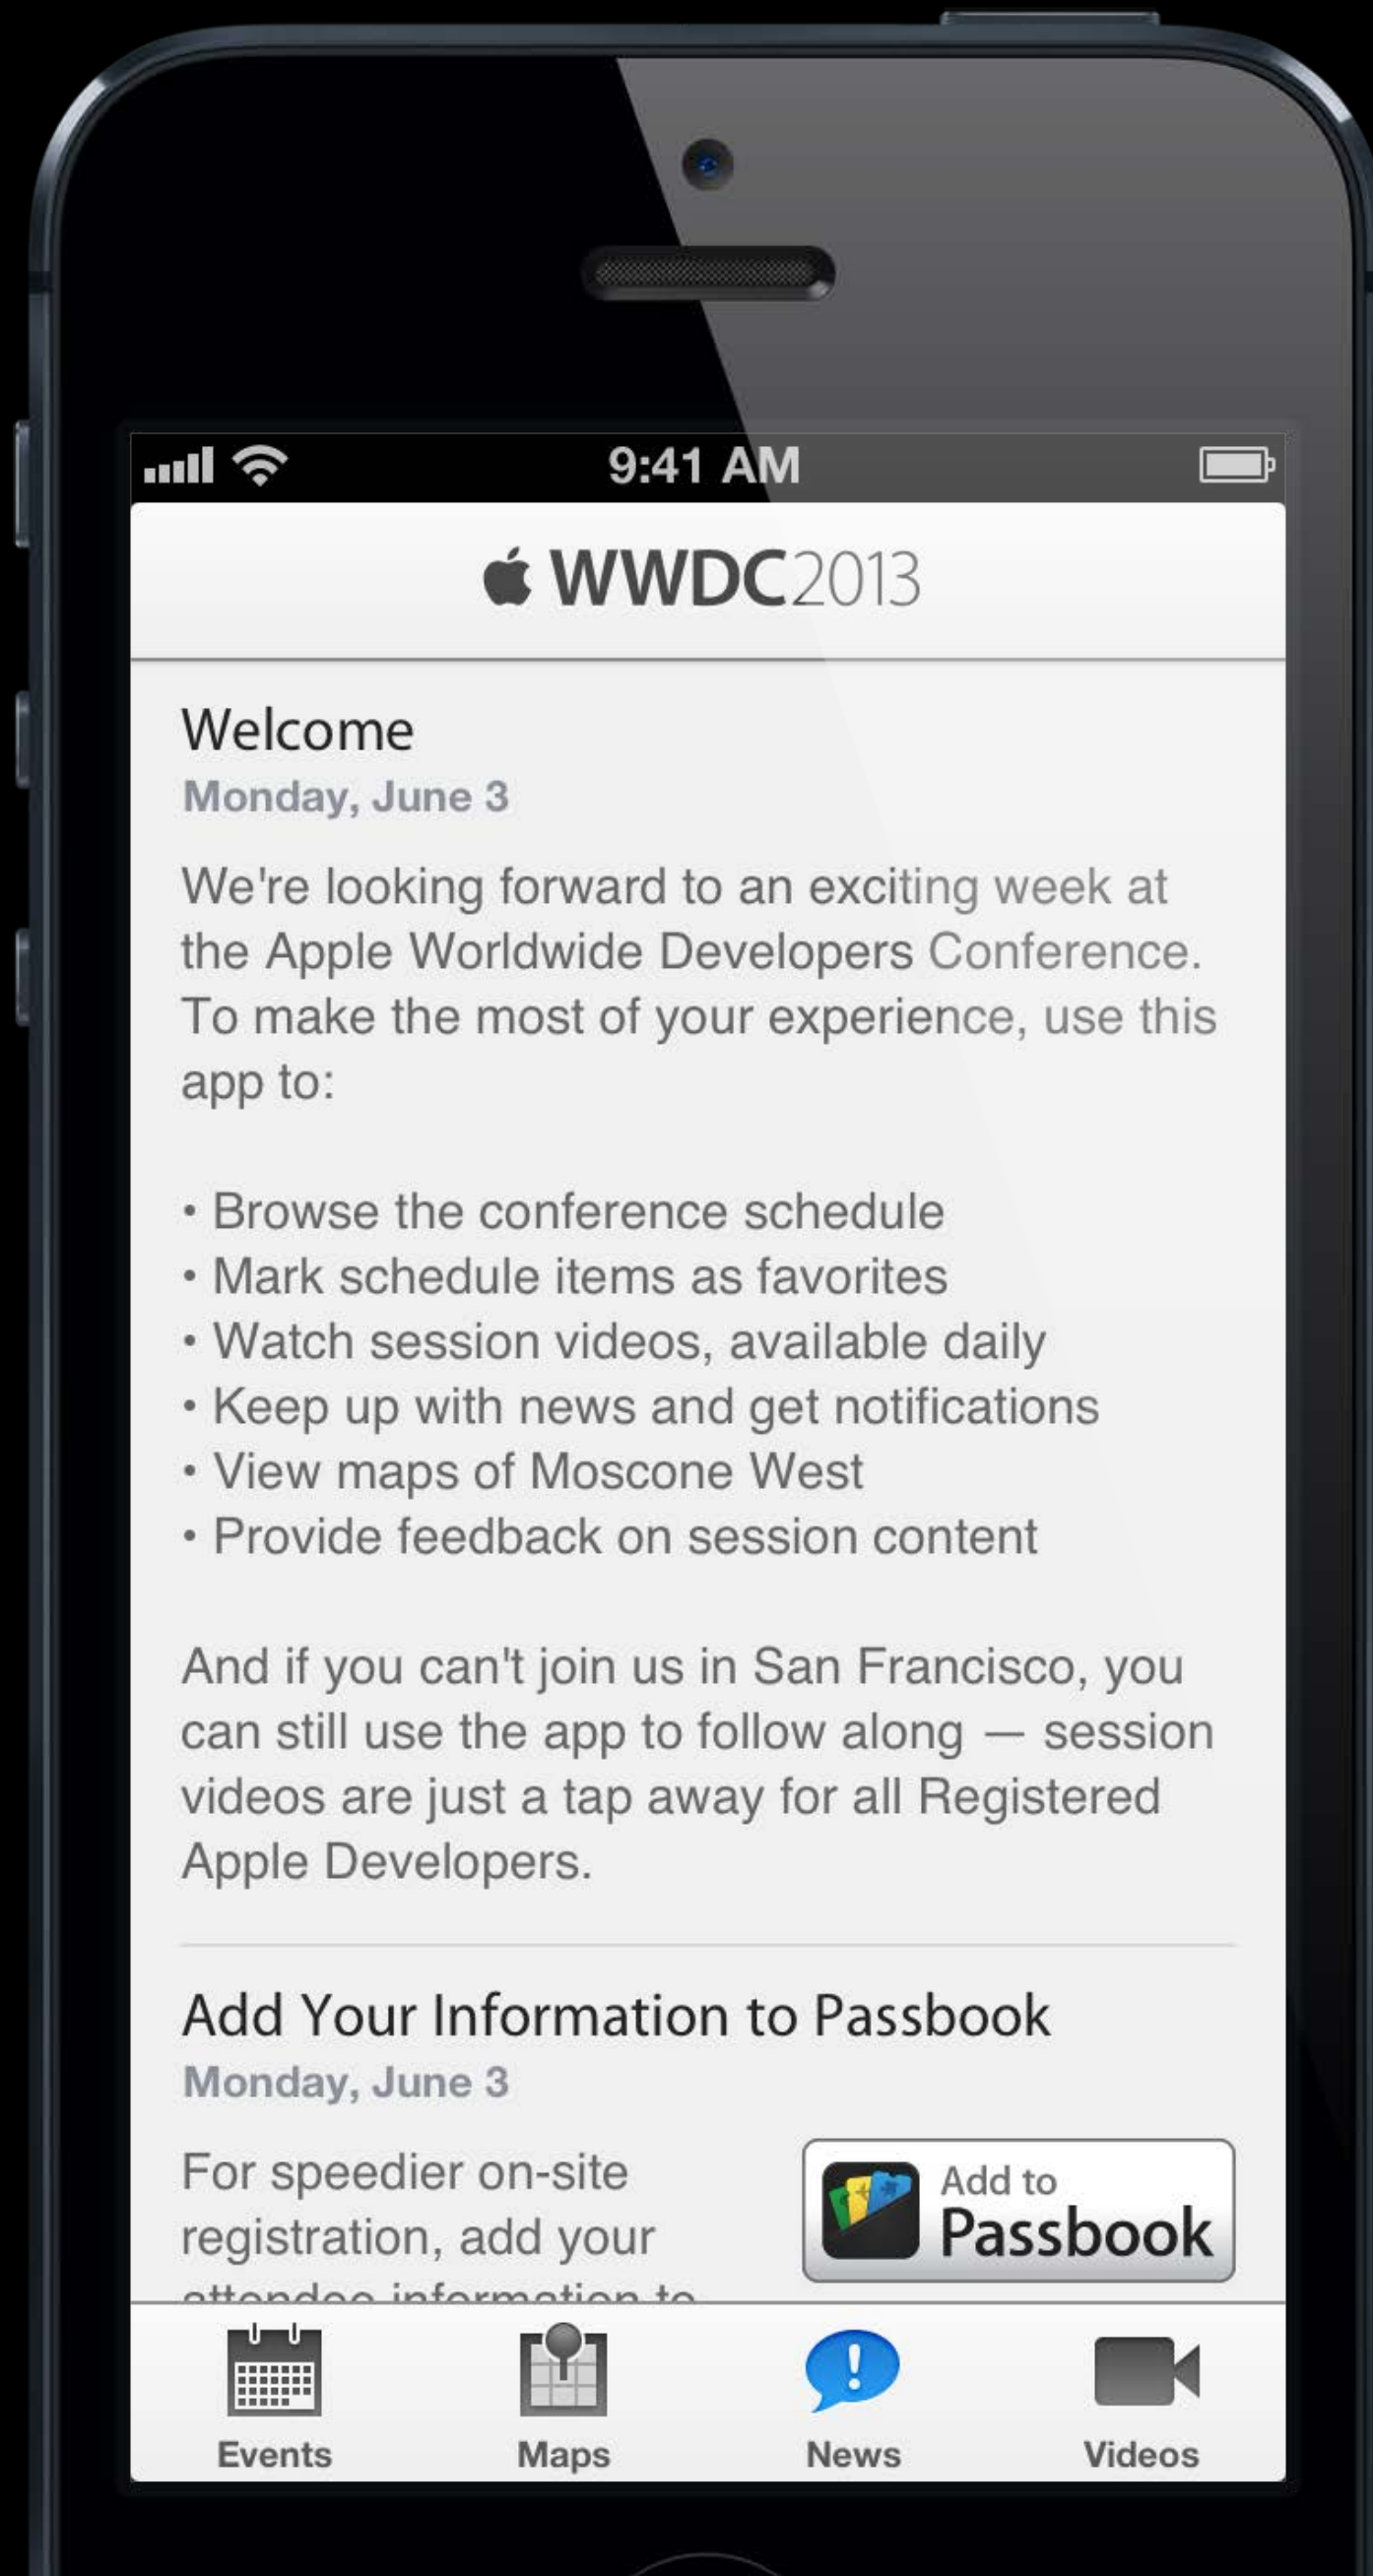 9:41 AM
WWDC2013
Welcome
Monday, June 3
We're looking forward to an exciting week at
the Apple Worldwide Developers Conference.
To make the most of your experience, use this
app to:
• Browse the conference schedule
• Mark schedule items as favorites
• Watch session videos, available daily
• Keep up with news and get notifications
• View maps of Moscone West
• Provide feedback on session content
And if you can't join us in San Francisco, you
can still use the app to follow along — session
videos are just a tap away for all Registered
Apple Developers.
Add Your Information to Passbook
Monday, June 3
For speedier on-site
registration, add your
attendee information to
Add to
Passbook
Events Maps News Videos